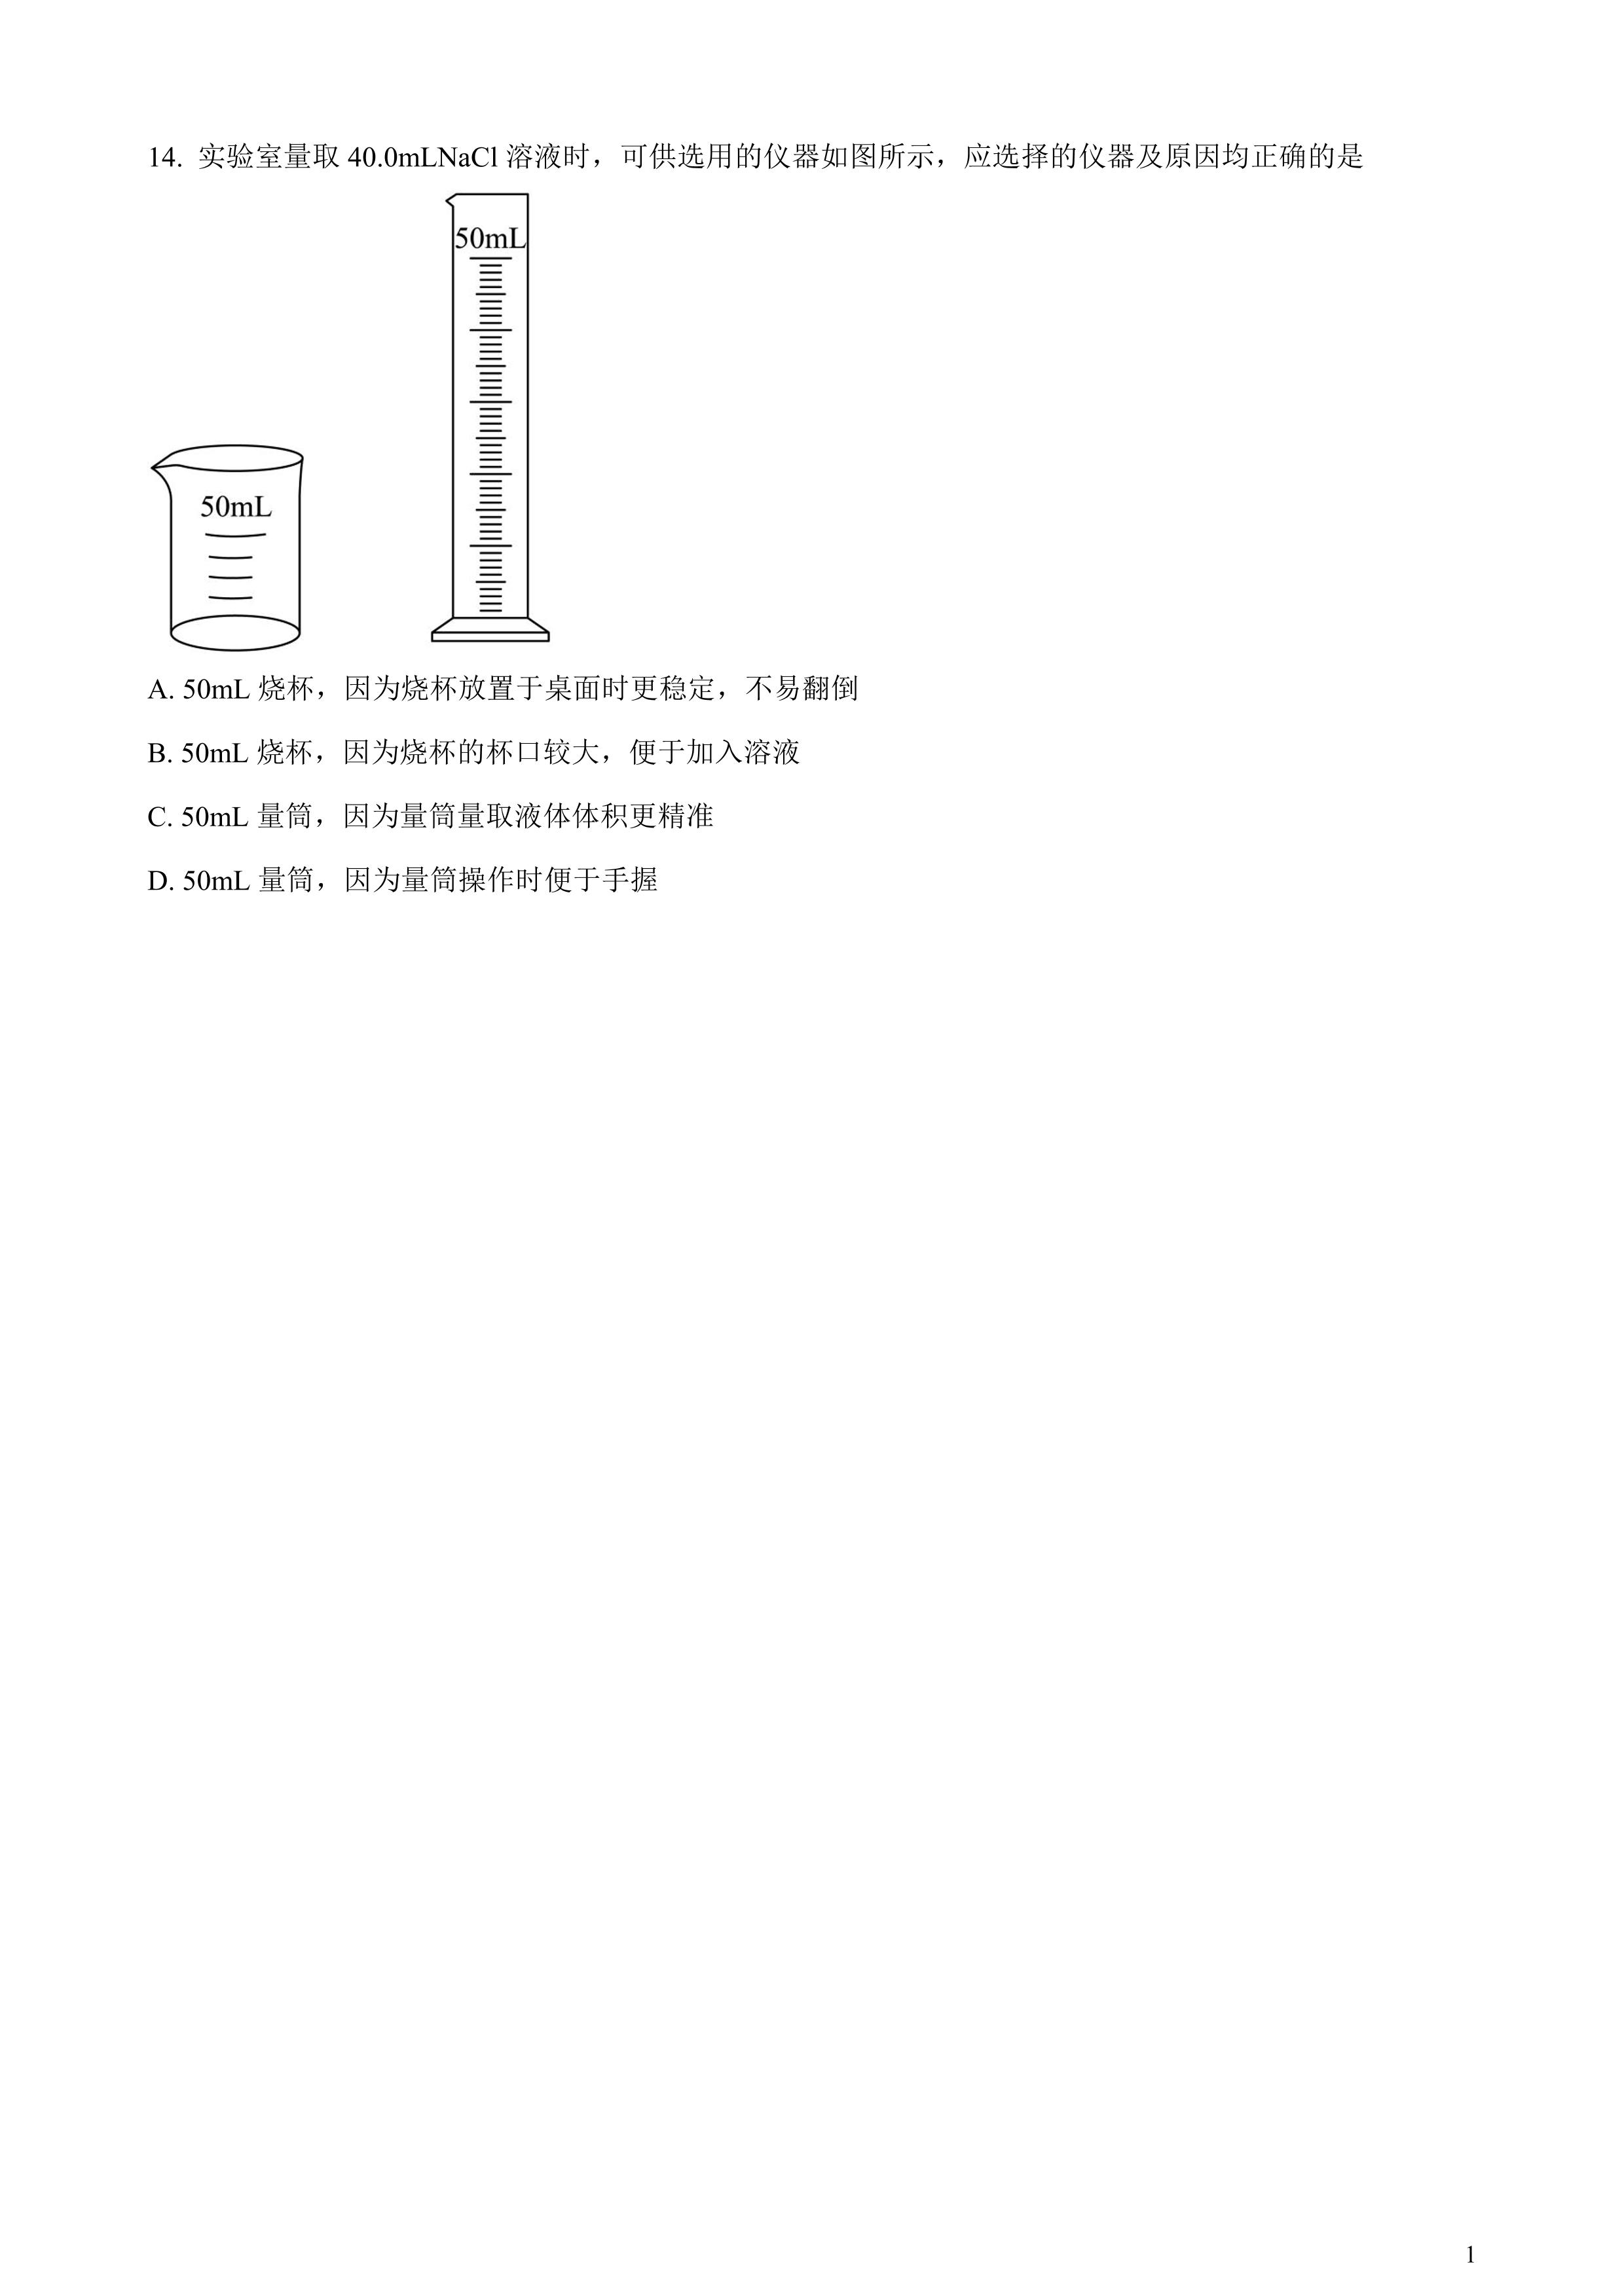 14. 实验室量取 40.0mLNaCl 溶液时，可供选用的仪器如图所示，应选择的仪器及原因均正确的是
50mL
50mL
A. 50mL 烧杯，因为烧杯放置于桌面时更稳定，不易翻倒
B. 50mL 烧杯，因为烧杯的杯口较大，便于加入溶液
C. 50mL 量筒，因为量筒量取液体体积更精准
D. 50mL 量筒，因为量筒操作时便于手握
1